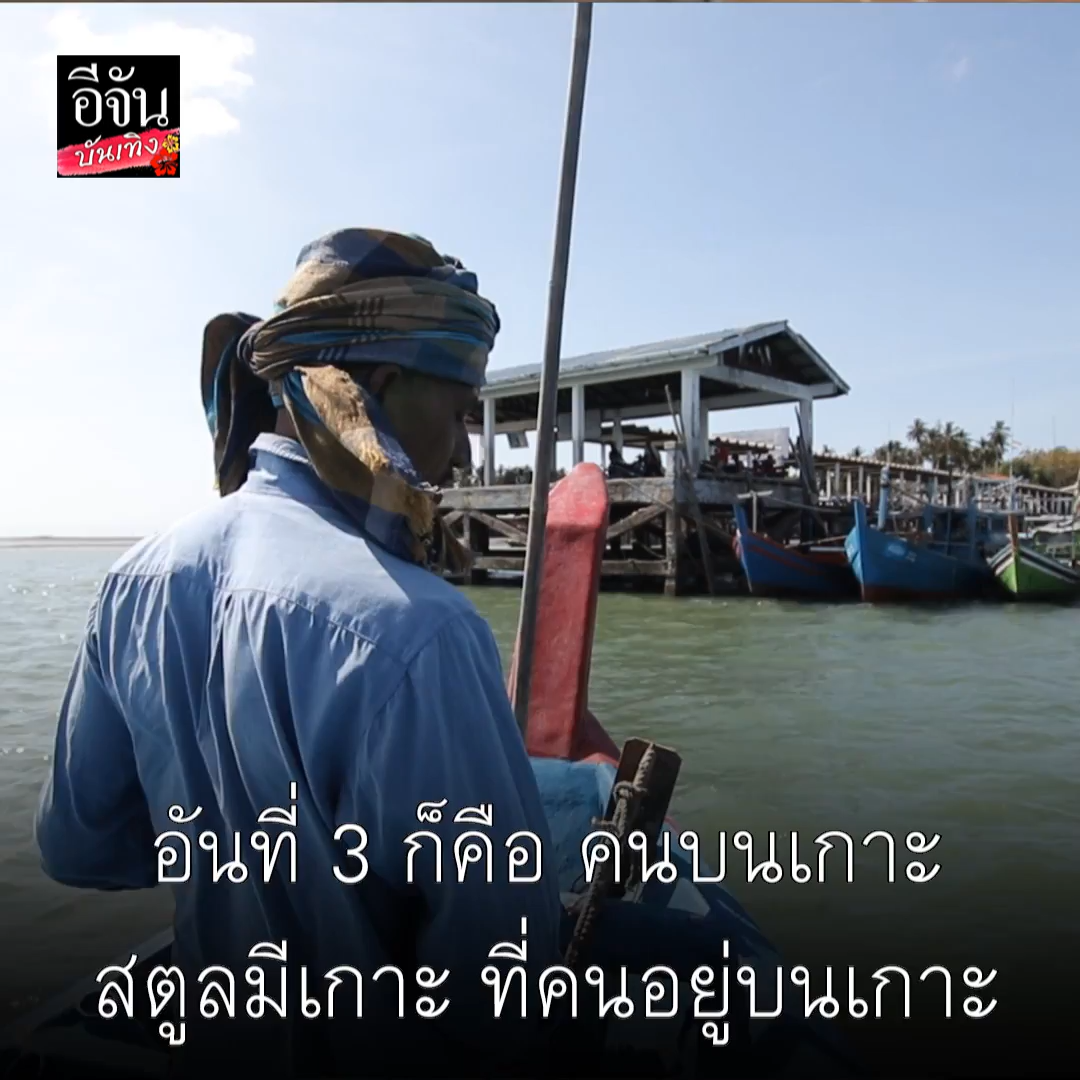 อีจัน
บันเทิง
อันที่ 3 ก็คือ คนบนเกาะ
สตูลมีเกาะ ที่คนอยู่บนเกาะ